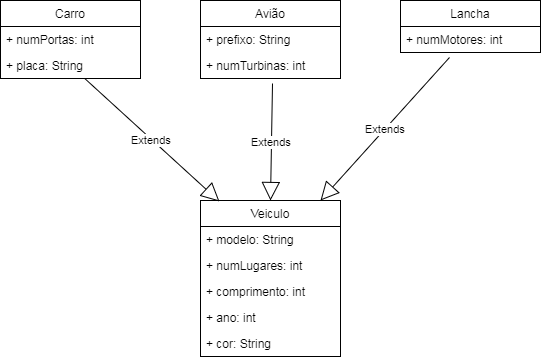 Carro
+ numPortas: int
+ placa: String
Avião
+ prefixo: String
+ numTurbinas: int
Lancha
+ numMotores: int
Extends
Extends
Extends
Veiculo
+ modelo: String
+ numLugares: int
+ comprimento: int
+ ano: int
+ cor: String